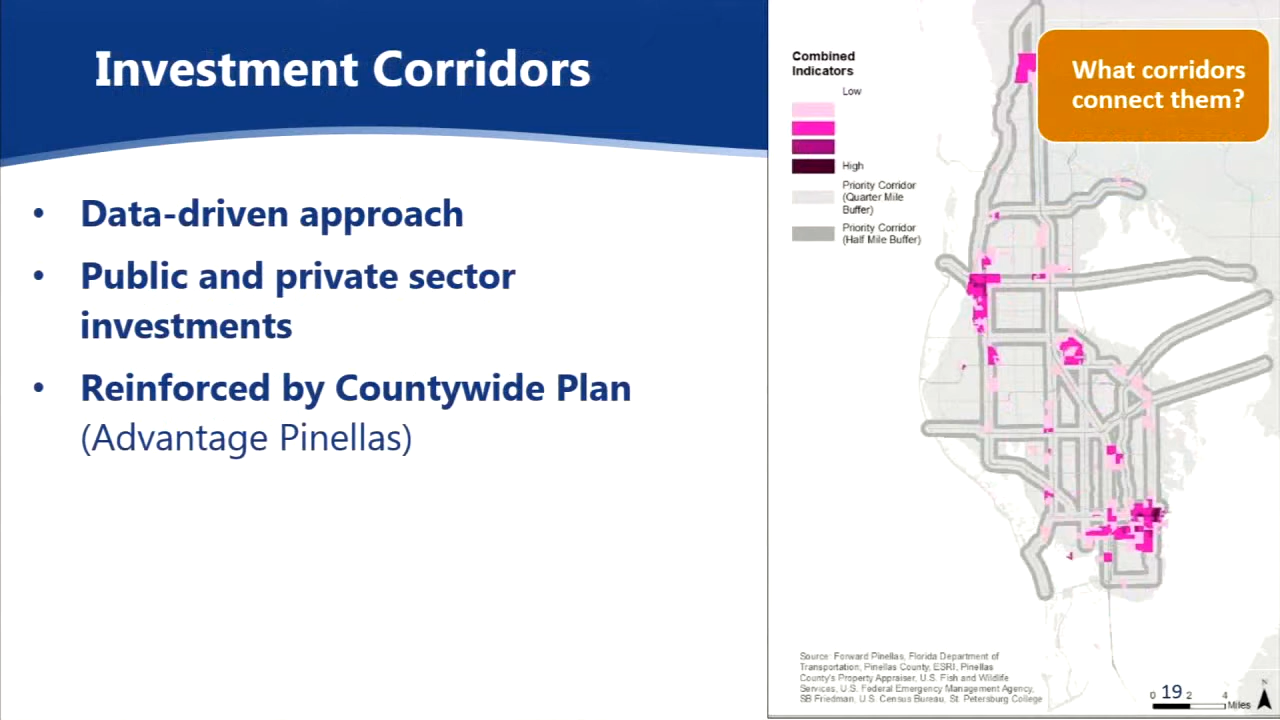 Investment Corridors
• Data-driven approach
• Public and private sector
investments
• Reinforced by Countywide Plan
(Advantage Pinellas)
What corridors
connect them?
Combined
Indicators
Low
High
Priority Corridor
(Quarter Mile
Buffer)
Priority Corridor
(Half Mile Buffer)
Source: Forward Pinellas, Florida Department of
Transportation, Pinellas County, ESRI, Pinellas
County's Property Appraiser, U.S. Fish and Wildlife
Services, U.S. Federal Emergency Management Agency,
SB Friedman, U.S. Census Bureau, St. Petersburg College
19
0 2 4
Miles
N